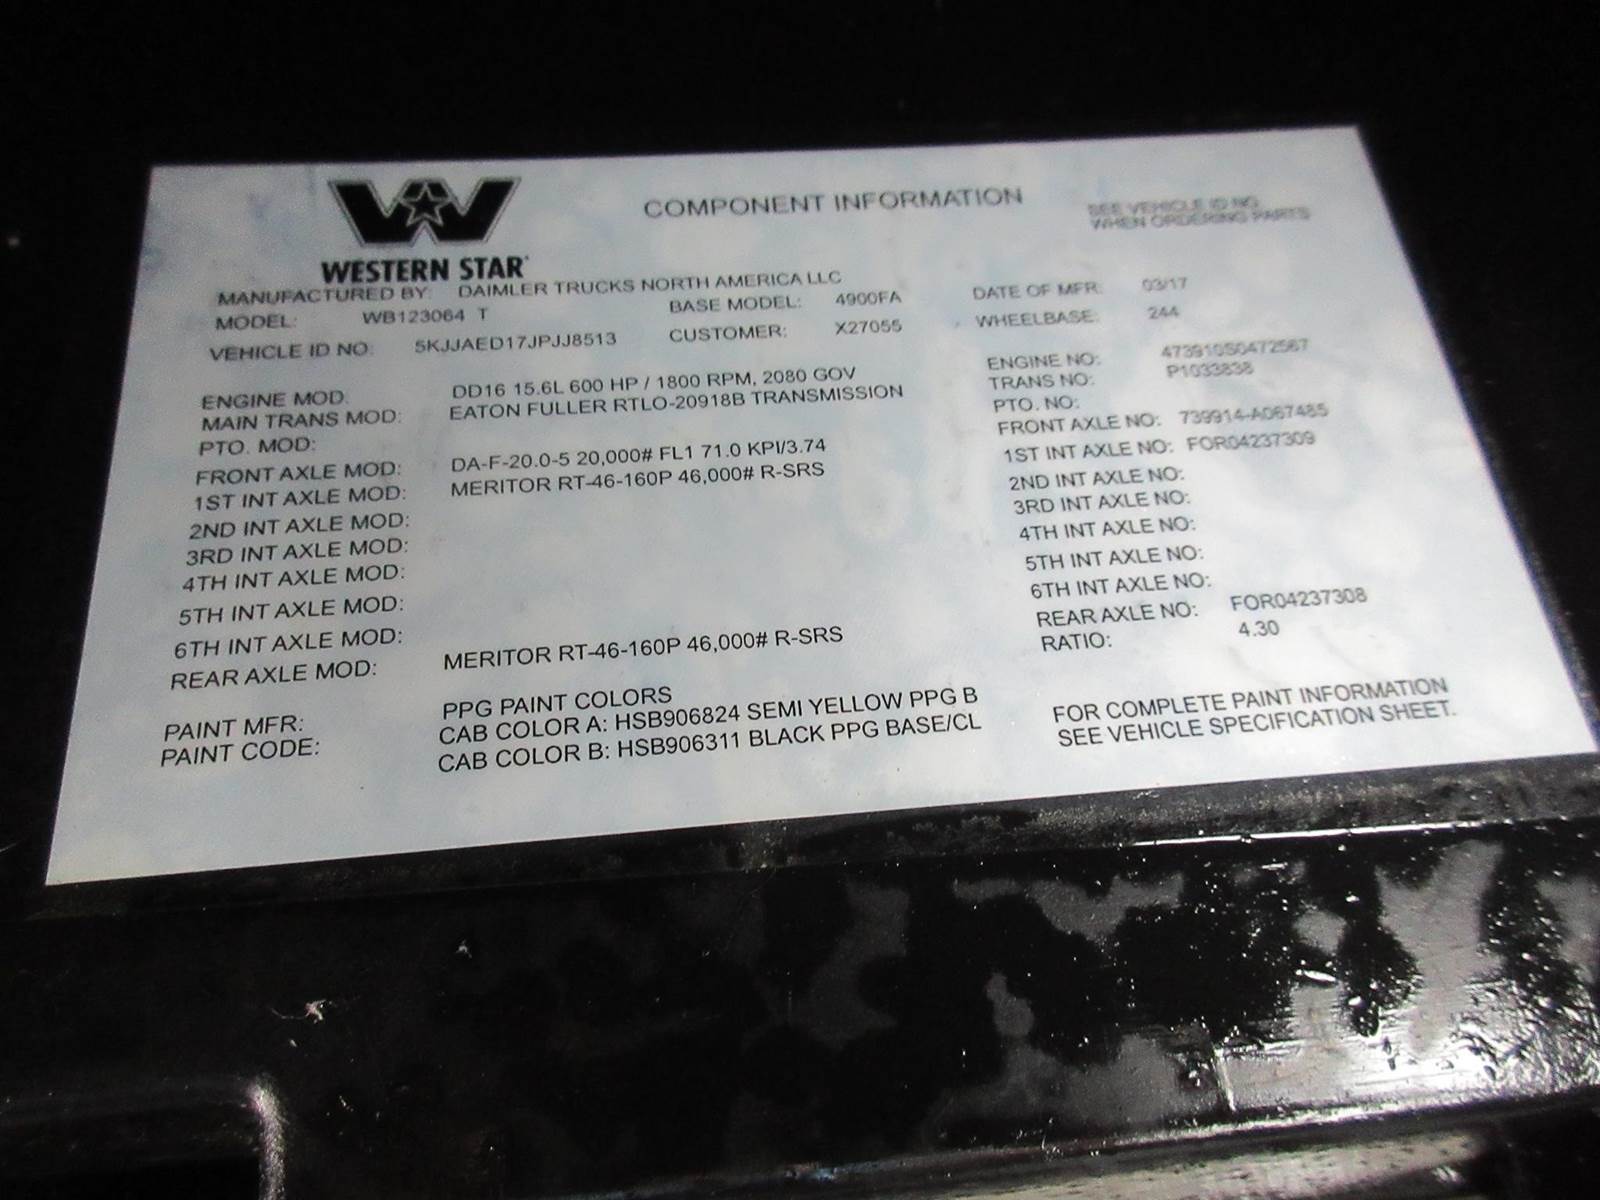 WESTERN STAR
COMPONENT INFORMATION
SEE VEHICLE ID NO.
WHEN ORDERING PARTS
MANUFACTURED BY: DAIMLER TRUCKS NORTH AMERICA LLC
MODEL: WB123064 T BASE MODEL: 4900FA DATE OF MFR: 03/17
VEHICLE ID NO: 5KJJAED17JPJJ8513 CUSTOMER: X27055 WHEELBASE: 244
ENGINE MOD: DD16 15.6L 600 HP / 1800 RPM, 2080 GOV ENGINE NO: 473910S0472567
MAIN TRANS MOD: EATON FULLER RTLO-20918B TRANSMISSION TRANS NO: P1033838
PTO. MOD: PTO. NO:
FRONT AXLE MOD: DA-F-20.0-5 20,000# FL1 71.0 KPI/3.74 FRONT AXLE NO: 739914-A067485
1ST INT AXLE MOD: MERITOR RT-46-160P 46,000# R-SRS 1ST INT AXLE NO: FOR04237309
2ND INT AXLE MOD: 2ND INT AXLE NO:
3RD INT AXLE MOD: 3RD INT AXLE NO:
4TH INT AXLE MOD: 4TH INT AXLE NO:
5TH INT AXLE MOD: 5TH INT AXLE NO:
6TH INT AXLE MOD: 6TH INT AXLE NO:
REAR AXLE MOD: MERITOR RT-46-160P 46,000# R-SRS REAR AXLE NO: FOR04237308
RATIO: 4.30
PAINT MFR: PPG PAINT COLORS
PAINT CODE: CAB COLOR A: HSB906824 SEMI YELLOW PPG B
CAB COLOR B: HSB906311 BLACK PPG BASE/CL
FOR COMPLETE PAINT INFORMATION
SEE VEHICLE SPECIFICATION SHEET.